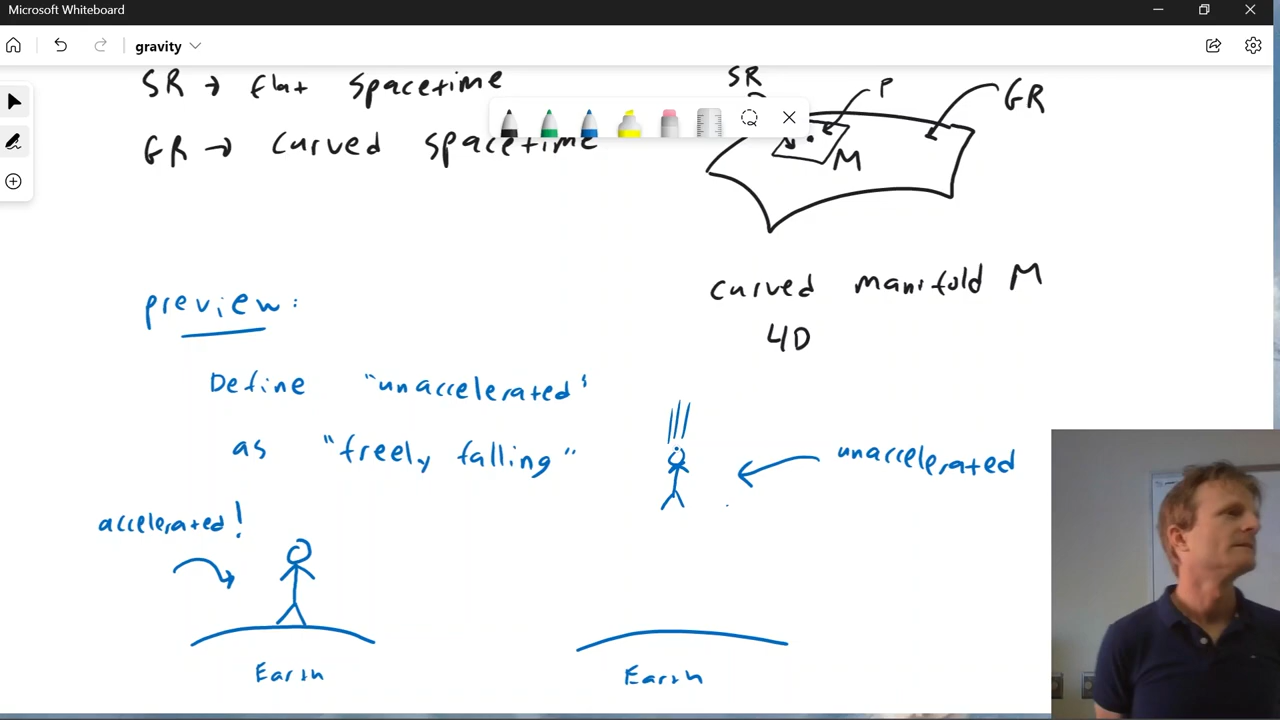 Microsoft Whiteboard
gravity
SR → flat spacetime
GR → curved spacetime
SR
P
GR
M
curved manifold M
4D
preview:
Define "unaccelerated"
as "freely falling"
unaccelerated
accelerated!
Earth
Earth